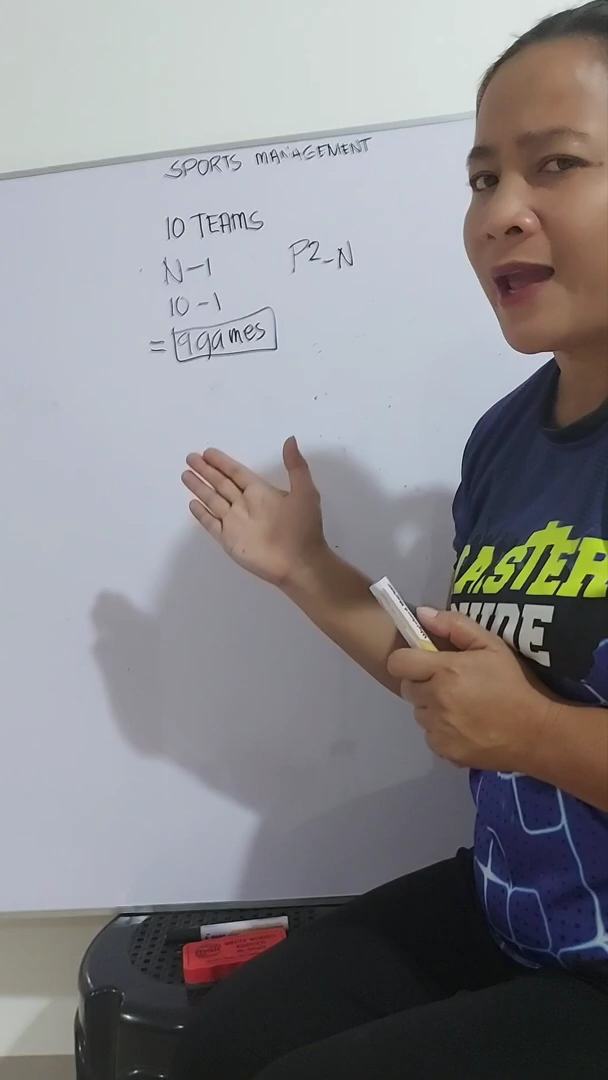 SPORTS MANAGEMENT
10 TEAMS
N-1
P2-N
10-1
= 9games